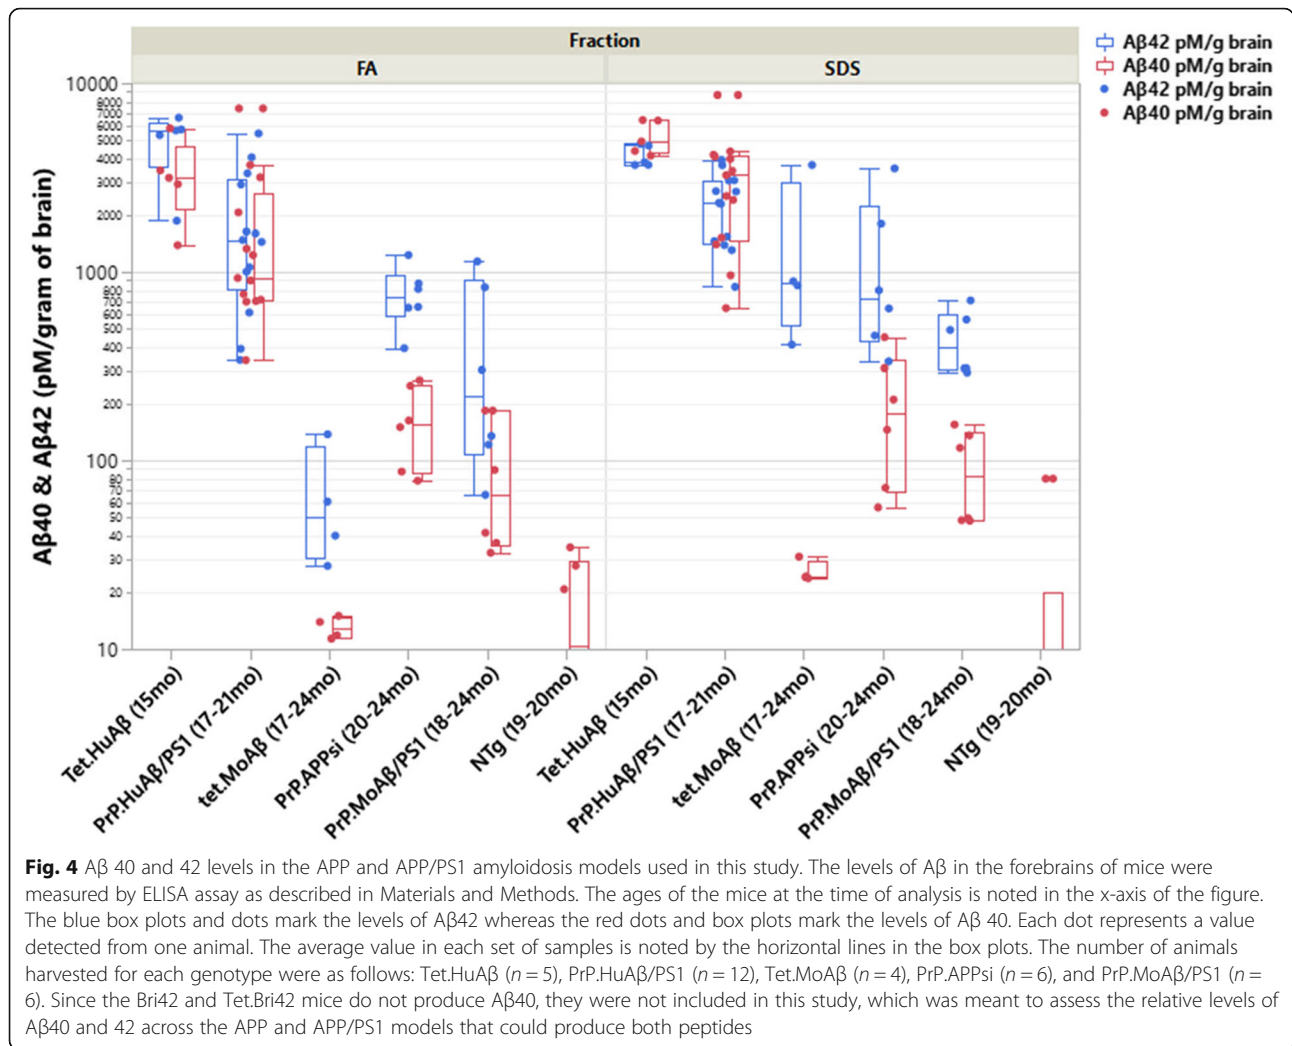 Fraction
FA
SDS
Aβ42 pM/g brain
Aβ40 pM/g brain
Aβ42 pM/g brain
Aβ40 pM/g brain
Aβ40 & Aβ42 (pM/gram of brain)
10000
8000
7000
6000
5000
4000
3000
2000
1000
800
700
600
500
400
300
200
100
80
70
60
50
40
30
20
10
Tet.HuAβ (15mo)
PrP.HuAβ/PS1 (17-21mo)
tet.MoAβ (17-24mo)
PrP.APPsi (20-24mo)
PrP.MoAβ/PS1 (18-24mo)
NTg (19-20mo)
Tet.HuAβ (15mo)
PrP.HuAβ/PS1 (17-21mo)
tet.MoAβ (17-24mo)
PrP.APPsi (20-24mo)
PrP.MoAβ/PS1 (18-24mo)
NTg (19-20mo)
Fig. 4 Aβ 40 and 42 levels in the APP and APP/PS1 amyloidosis models used in this study. The levels of Aβ in the forebrains of mice were
measured by ELISA assay as described in Materials and Methods. The ages of the mice at the time of analysis is noted in the x-axis of the figure.
The blue box plots and dots mark the levels of Aβ42 whereas the red dots and box plots mark the levels of Aβ 40. Each dot represents a value
detected from one animal. The average value in each set of samples is noted by the horizontal lines in the box plots. The number of animals
harvested for each genotype were as follows: Tet.HuAβ (n = 5), PrP.HuAβ/PS1 (n = 12), Tet.MoAβ (n = 4), PrP.APPsi (n = 6), and PrP.MoAβ/PS1 (n =
6). Since the Bri42 and Tet.Bri42 mice do not produce Aβ40, they were not included in this study, which was meant to assess the relative levels of
Aβ40 and 42 across the APP and APP/PS1 models that could produce both peptides